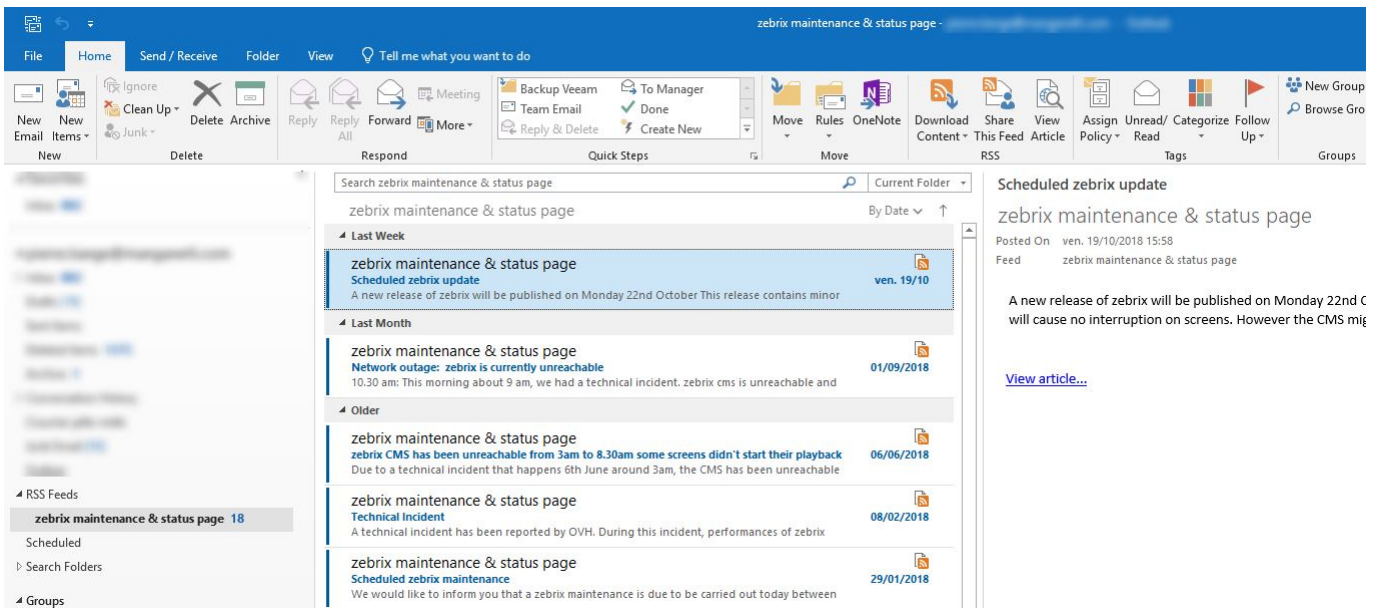 zebrix maintenance & status page -
File Home Send / Receive Folder View Tell me what you want to do
New Email
New Items
Ignore
Clean Up
Junk
Delete
Archive
New
Delete
Reply
Reply All
Forward
Meeting
More
Respond
Backup Veeam
Team Email
Reply & Delete
To Manager
Done
Create New
Quick Steps
Move
Rules
OneNote
Move
Download Content
Share This Feed
View Article
RSS
Assign Policy
Unread/ Read
Categorize
Follow Up
Tags
New Group
Browse Gro
Groups
RSS Feeds
zebrix maintenance & status page 18
Scheduled
Search Folders
Groups
Search zebrix maintenance & status page
Current Folder
zebrix maintenance & status page By Date
Last Week
zebrix maintenance & status page
Scheduled zebrix update ven. 19/10
A new release of zebrix will be published on Monday 22nd October This release contains minor
Last Month
zebrix maintenance & status page
Network outage: zebrix is currently unreachable 01/09/2018
10.30 am: This morning about 9 am, we had a technical incident. zebrix cms is unreachable and
Older
zebrix maintenance & status page
zebrix CMS has been unreachable from 3am to 8.30am some screens didn't start their playback 06/06/2018
Due to a technical incident that happens 6th June around 3am, the CMS has been unreachable
zebrix maintenance & status page
Technical Incident 08/02/2018
A technical incident has been reported by OVH. During this incident, performances of zebrix
zebrix maintenance & status page
Scheduled zebrix maintenance 29/01/2018
We would like to inform you that a zebrix maintenance is due to be carried out today between
Scheduled zebrix update
zebrix maintenance & status page
Posted On ven. 19/10/2018 15:58
Feed zebrix maintenance & status page
A new release of zebrix will be published on Monday 22nd
will cause no interruption on screens. However the CMS mig
View article...